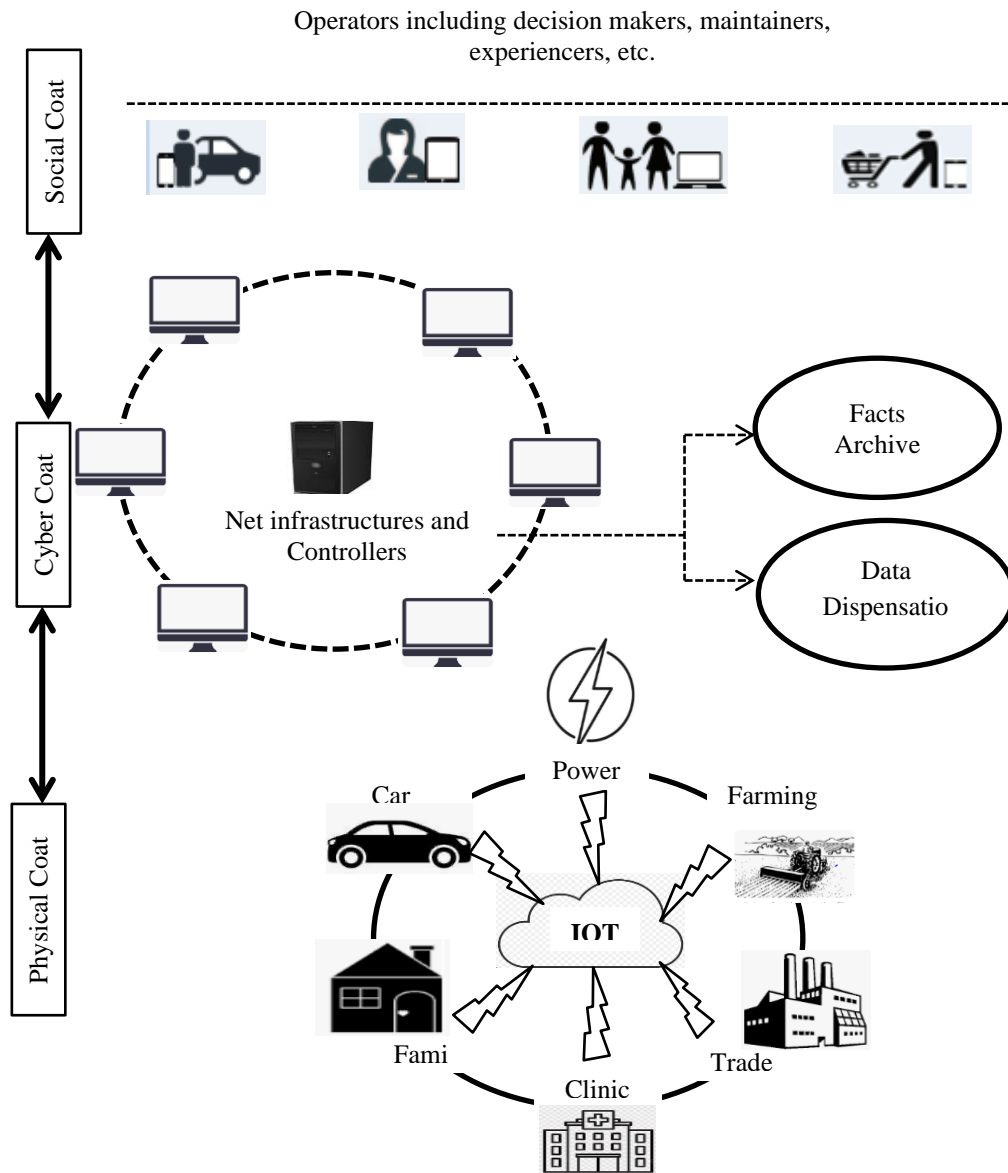 Operators including decision makers, maintainers,
experiencers, etc.
Social Coat
Cyber Coat
Facts
Archive
Net infrastructures and
Controllers
Data
Dispensatio
Physical Coat
Power
Car
Farming
IOT
Fami
Trade
Clinic